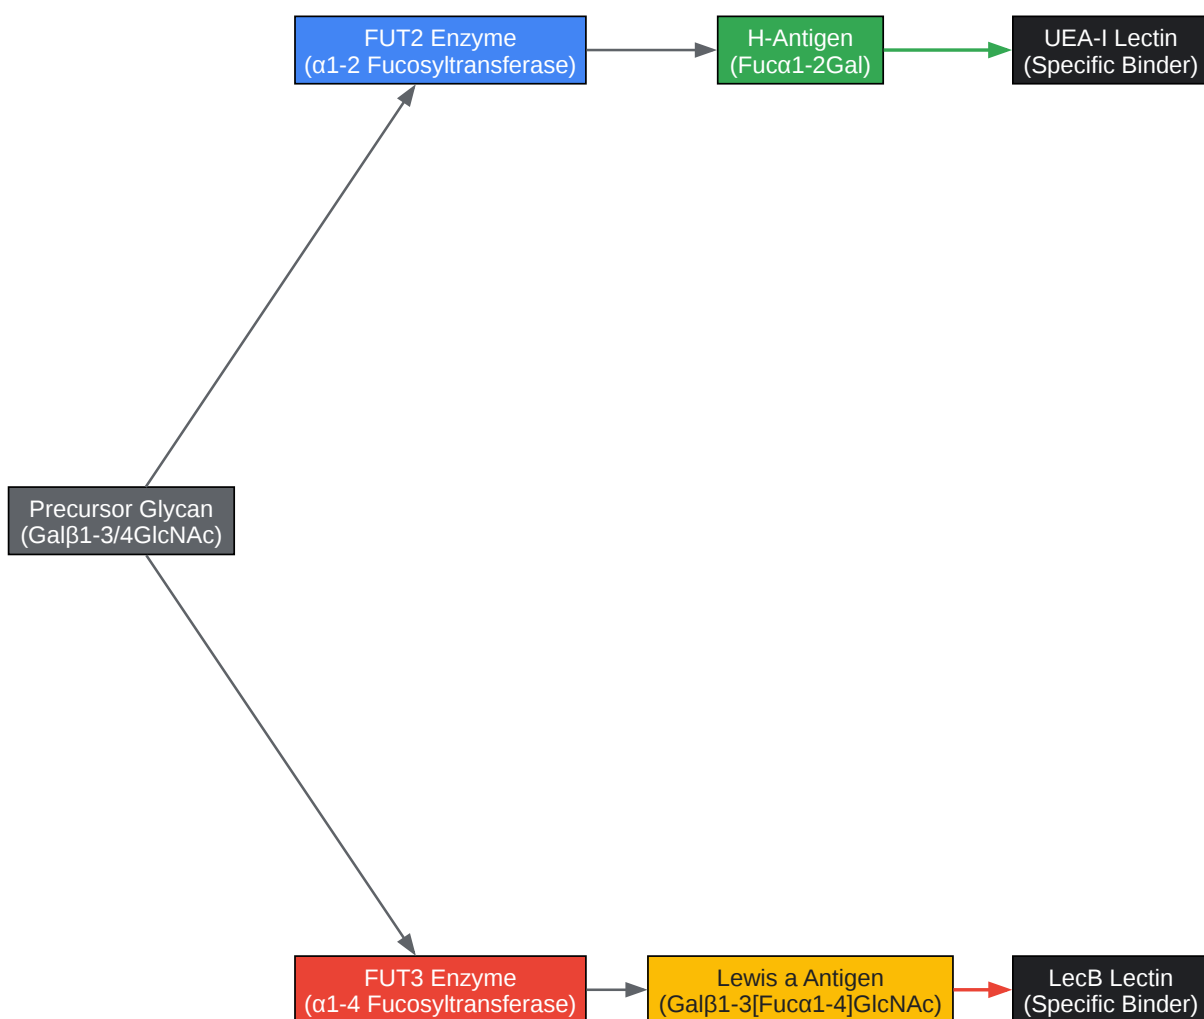 FUT2 Enzyme
(α1-2 Fucosyltransferase)
H-Antigen
(Fucα1-2Gal)
UEA-I Lectin
(Specific Binder)
Precursor Glycan
(Galβ1-3/4GlcNAc)
FUT3 Enzyme
(α1-4 Fucosyltransferase)
Lewis a Antigen
(Galβ1-3[Fucα1-4]GlcNAc)
LecB Lectin
(Specific Binder)